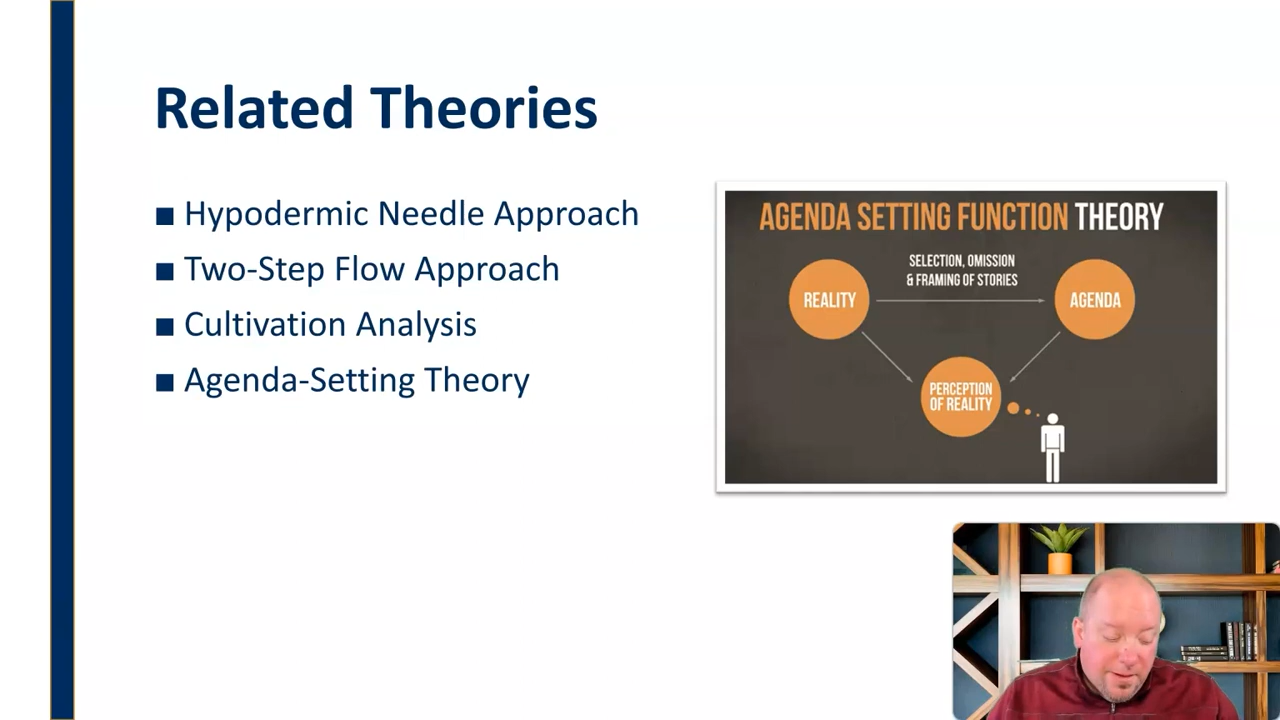 Related Theories
■ Hypodermic Needle Approach
■ Two-Step Flow Approach
■ Cultivation Analysis
■ Agenda-Setting Theory
AGENDA SETTING FUNCTION THEORY
SELECTION, OMISSION
& FRAMING OF STORIES
REALITY
AGENDA
PERCEPTION
OF REALITY